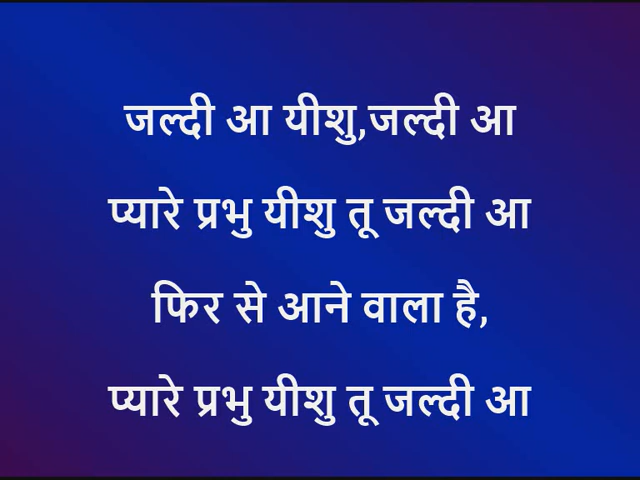 जल्दी आ यीशु,जल्दी आ
प्यारे प्रभु यीशु तू जल्दी आ
फिर से आने वाला है,
प्यारे प्रभु यीशु तू जल्दी आ